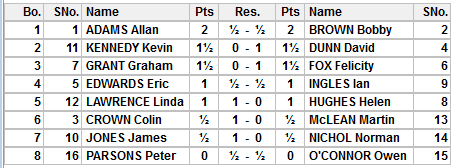 Bo. SNo. Name Pts Res. Pts Name SNo.
1 1 ADAMS Allan 2 ½ - ½ 2 BROWN Bobby 2
2 11 KENNEDY Kevin 1½ 0 - 1 1½ DUNN David 4
3 7 GRANT Graham 1½ 0 - 1 1½ FOX Felicity 6
4 5 EDWARDS Eric 1 ½ - ½ 1 INGLES Ian 9
5 12 LAWRENCE Linda 1 1 - 0 1 HUGHES Helen 8
6 3 CROWN Colin ½ 1 - 0 ½ McLEAN Martin 13
7 10 JONES James ½ 1 - 0 ½ NICHOL Norman 14
8 16 PARSONS Peter 0 ½ - ½ 0 O'CONNOR Owen 15